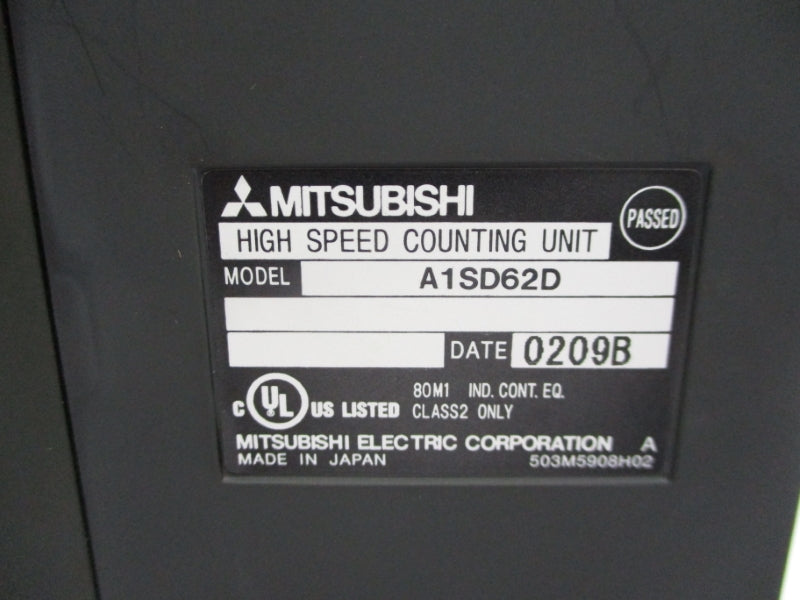 MITSUBISHI
PASSED
HIGH SPEED COUNTING UNIT
MODEL A1SD62D
DATE 0209B
C UL US LISTED
80M1 IND. CONT. EQ.
CLASS2 ONLY
MITSUBISHI ELECTRIC CORPORATION A
MADE IN JAPAN 503M5908H02